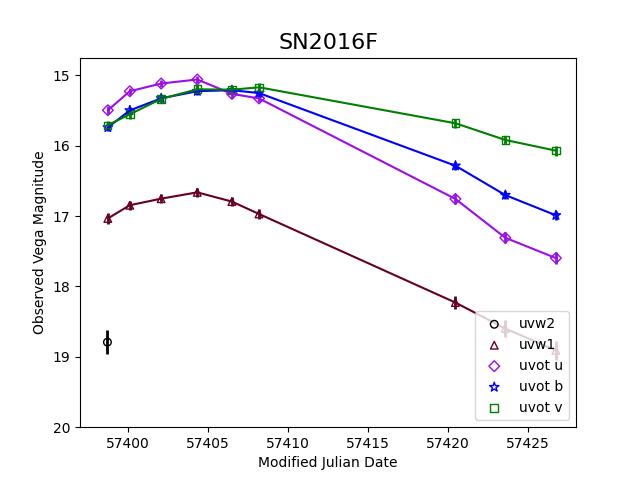 SN2016F
Observed Vega Magnitude
15
16
17
18
19
20
57400 57405 57410 57415 57420 57425
Modified Julian Date
uvw2
uvw1
uvot u
uvot b
uvot v